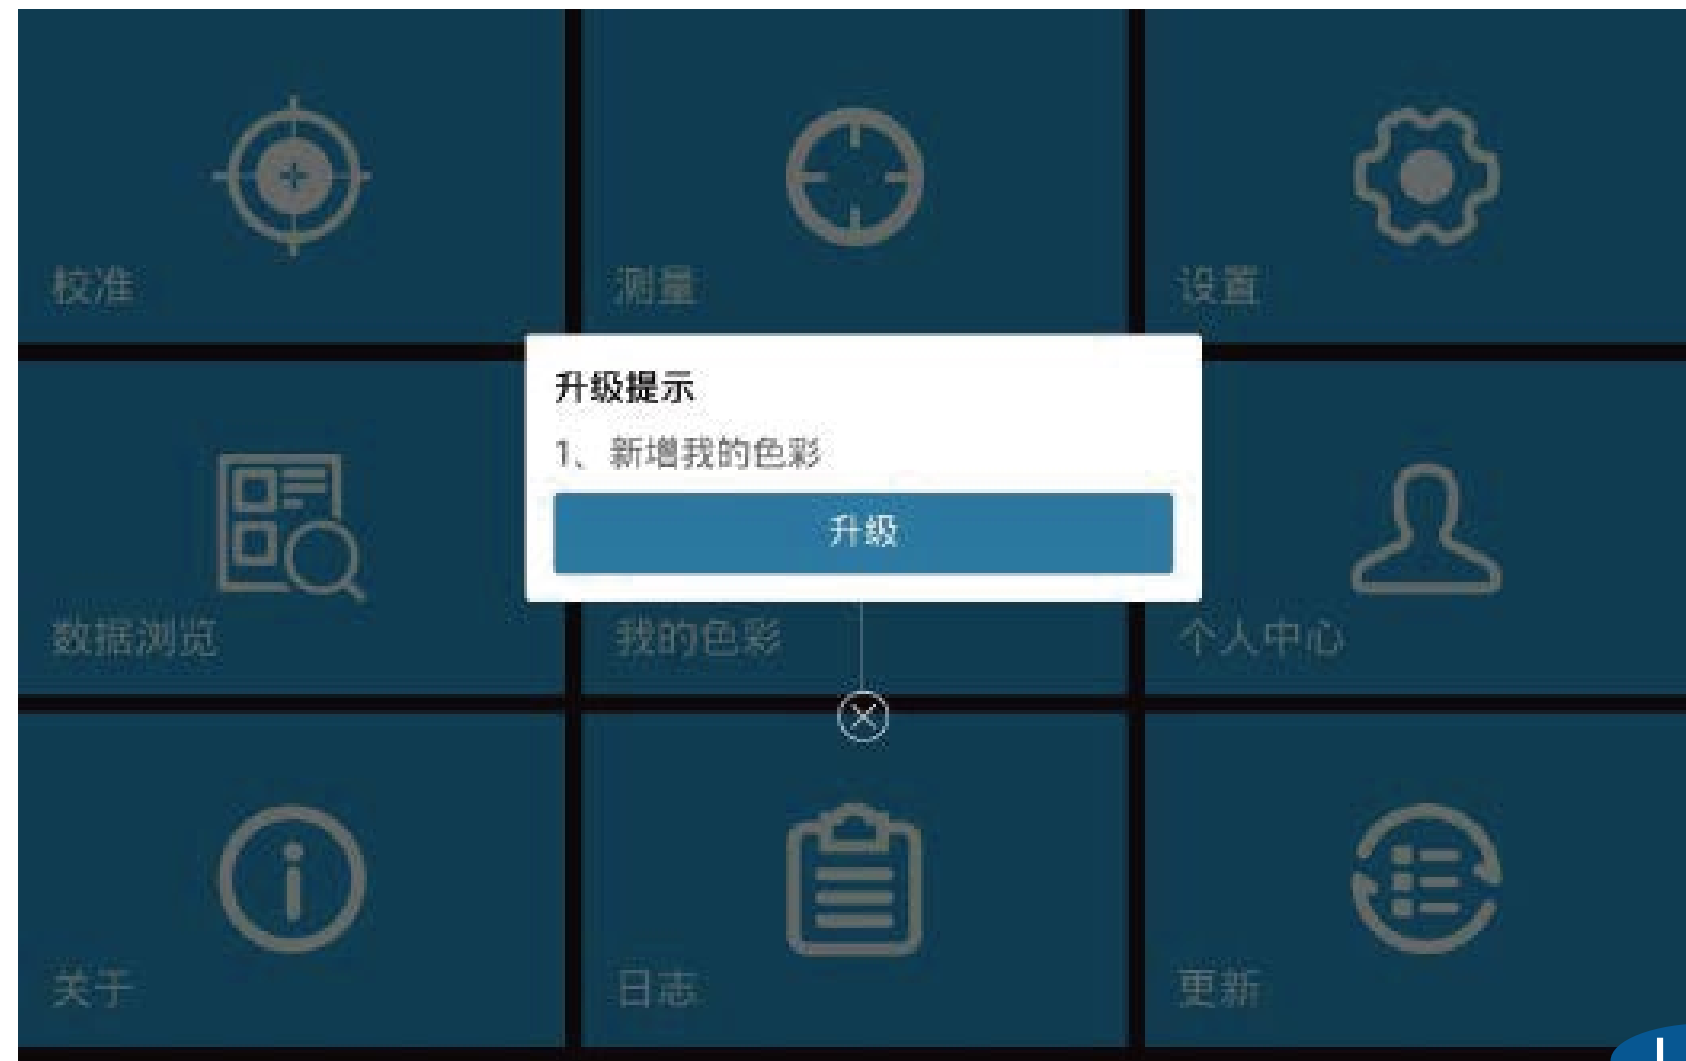 校准
测量
设置
升级提示
1、新增我的色彩
升级
数据浏览
我的色彩
个人中心
关于
日志
更新